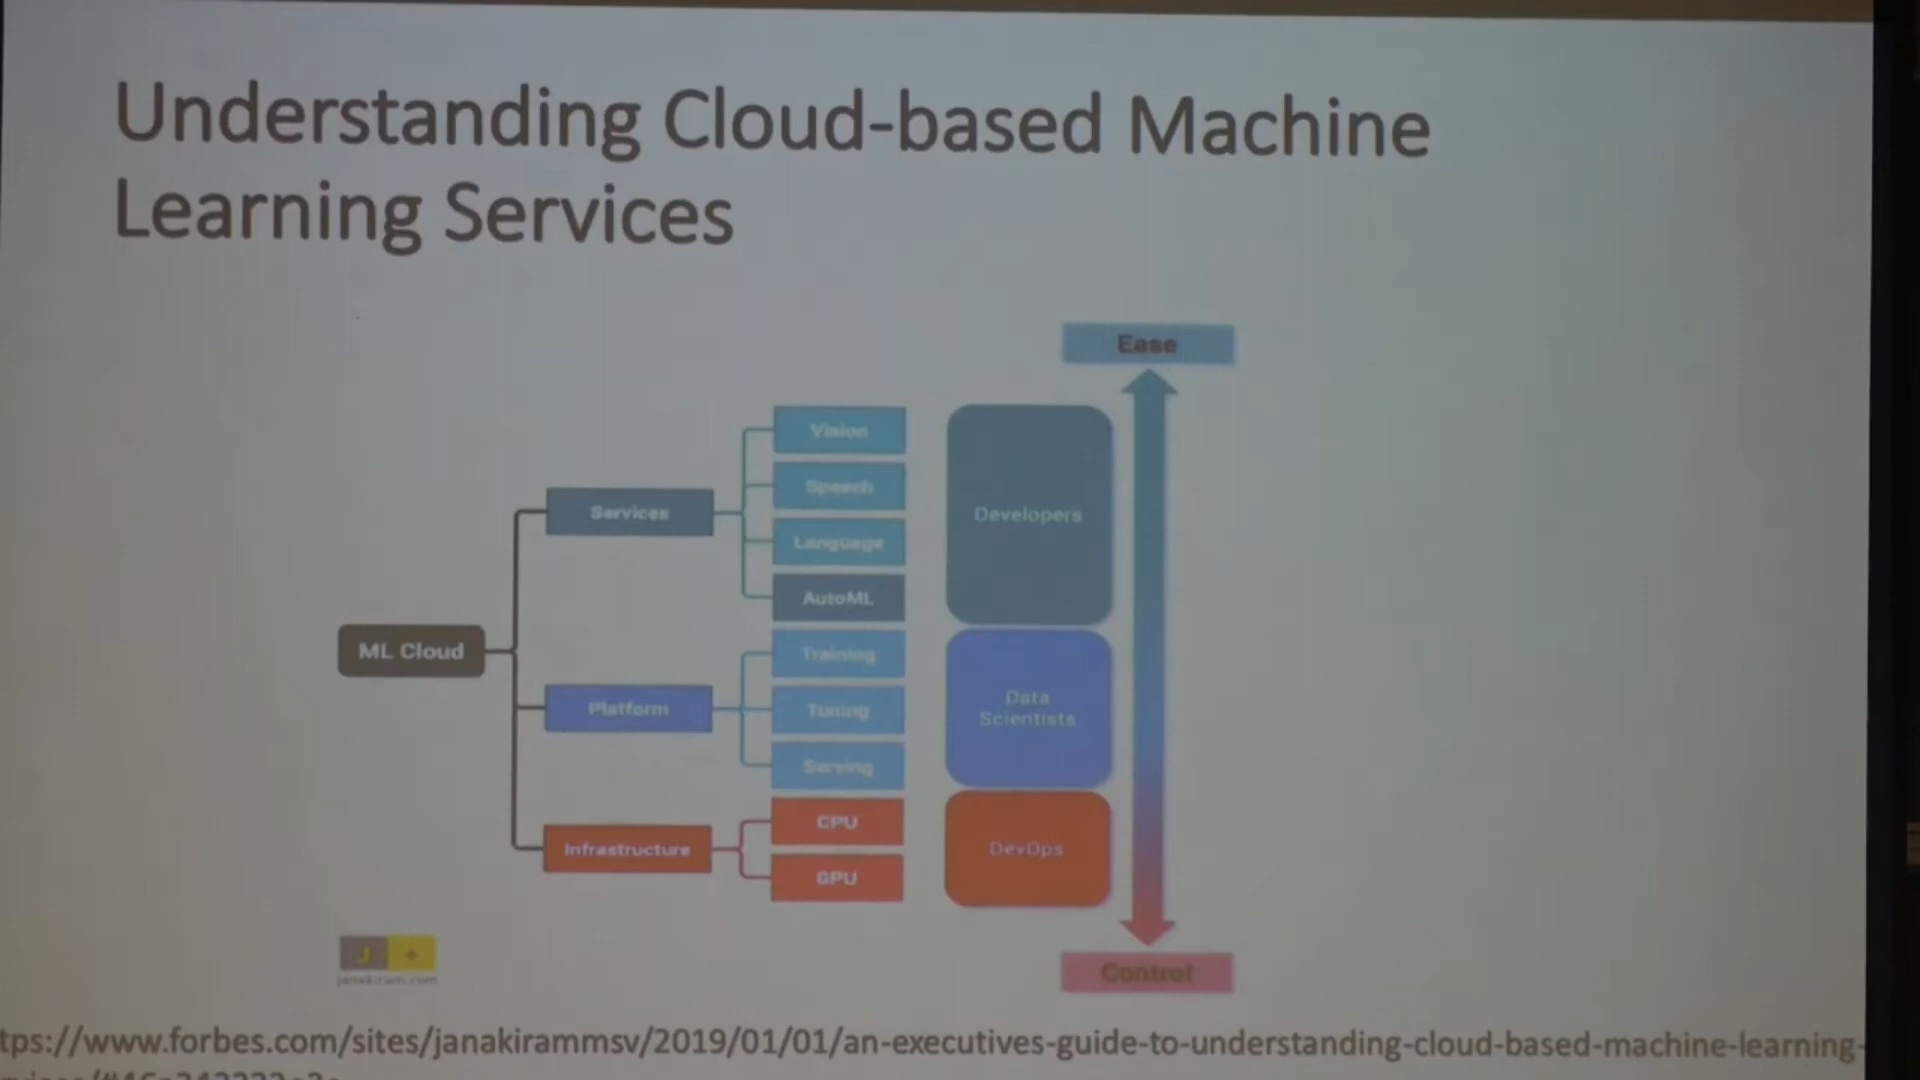 Understanding Cloud-based Machine
Learning Services
Ease
Vision
Speech
Services
Developers
Language
AutoML
ML Cloud
Training
Platform
Tuning
Data
Scientists
Serving
CPU
Infrastructure
DevOps
GPU
J +
janakiram.com
Control
tps://www.forbes.com/sites/janakirammsv/2019/01/01/an-executives-guide-to-understanding-cloud-based-machine-learning-